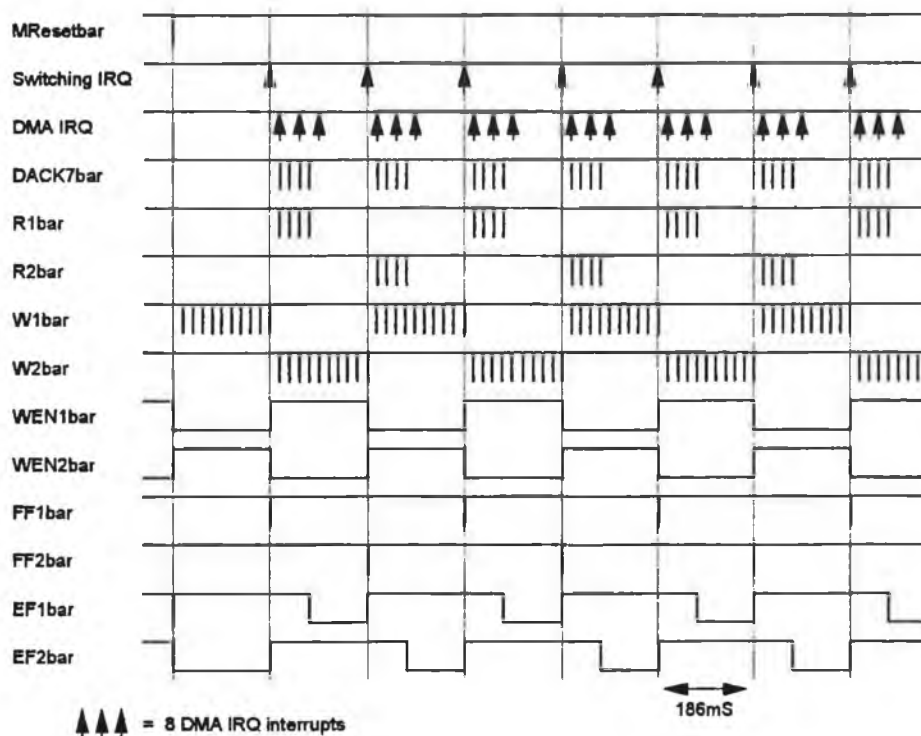 MResetbar
Switching IRQ
DMA IRQ
DACK7bar
R1bar
R2bar
W1bar
W2bar
WEN1bar
WEN2bar
FF1bar
FF2bar
EF1bar
EF2bar
186mS
= 8 DMA IRQ interrupts